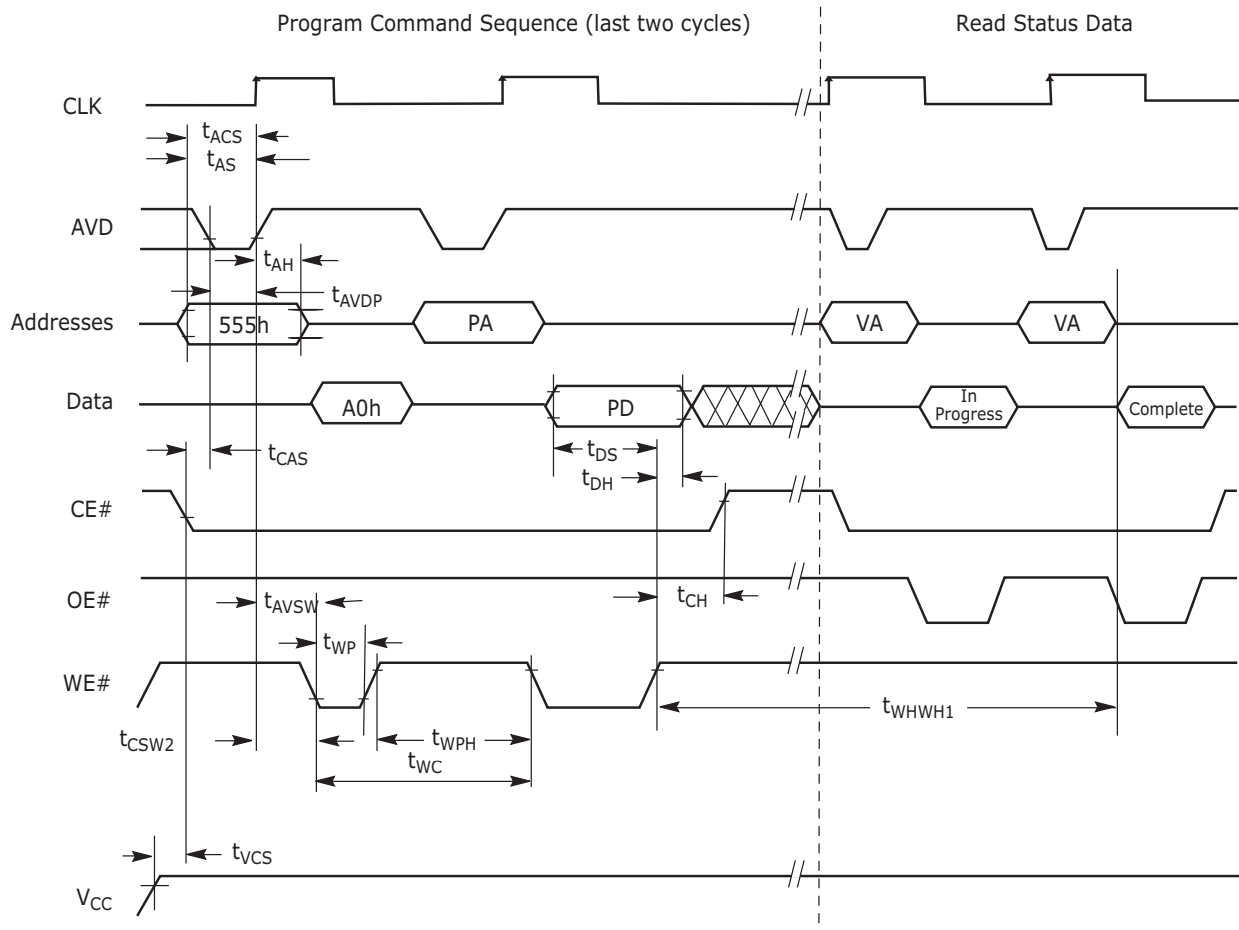 Program Command Sequence (last two cycles)
Read Status Data
CLK
tACS
tAS
AVD
tAH
tAVDP
Addresses
555h
PA
VA
VA
Data
A0h
PD
In
Progress
Complete
tCAS
tDS
tDH
CE#
OE#
tAVSW
tCH
tWP
WE#
tWHWH1
tCSW2
tWPH
tWC
tVCS
VCC